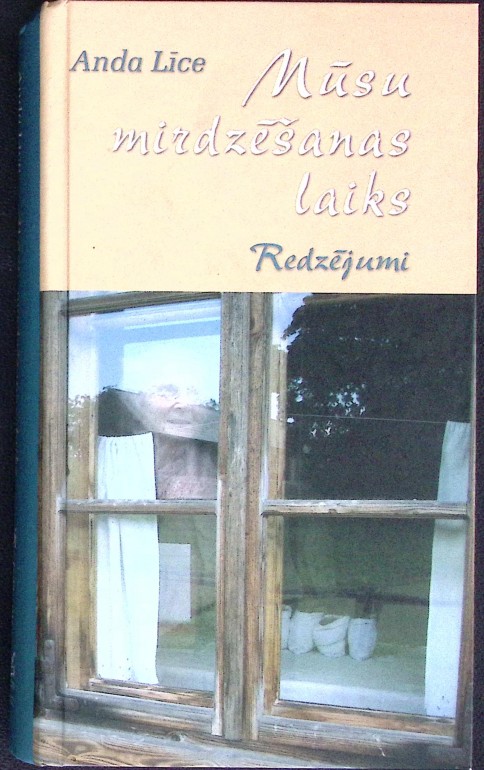 Anda Līce
Mūsu
mirdzēšanas
laiks
Redzējumi